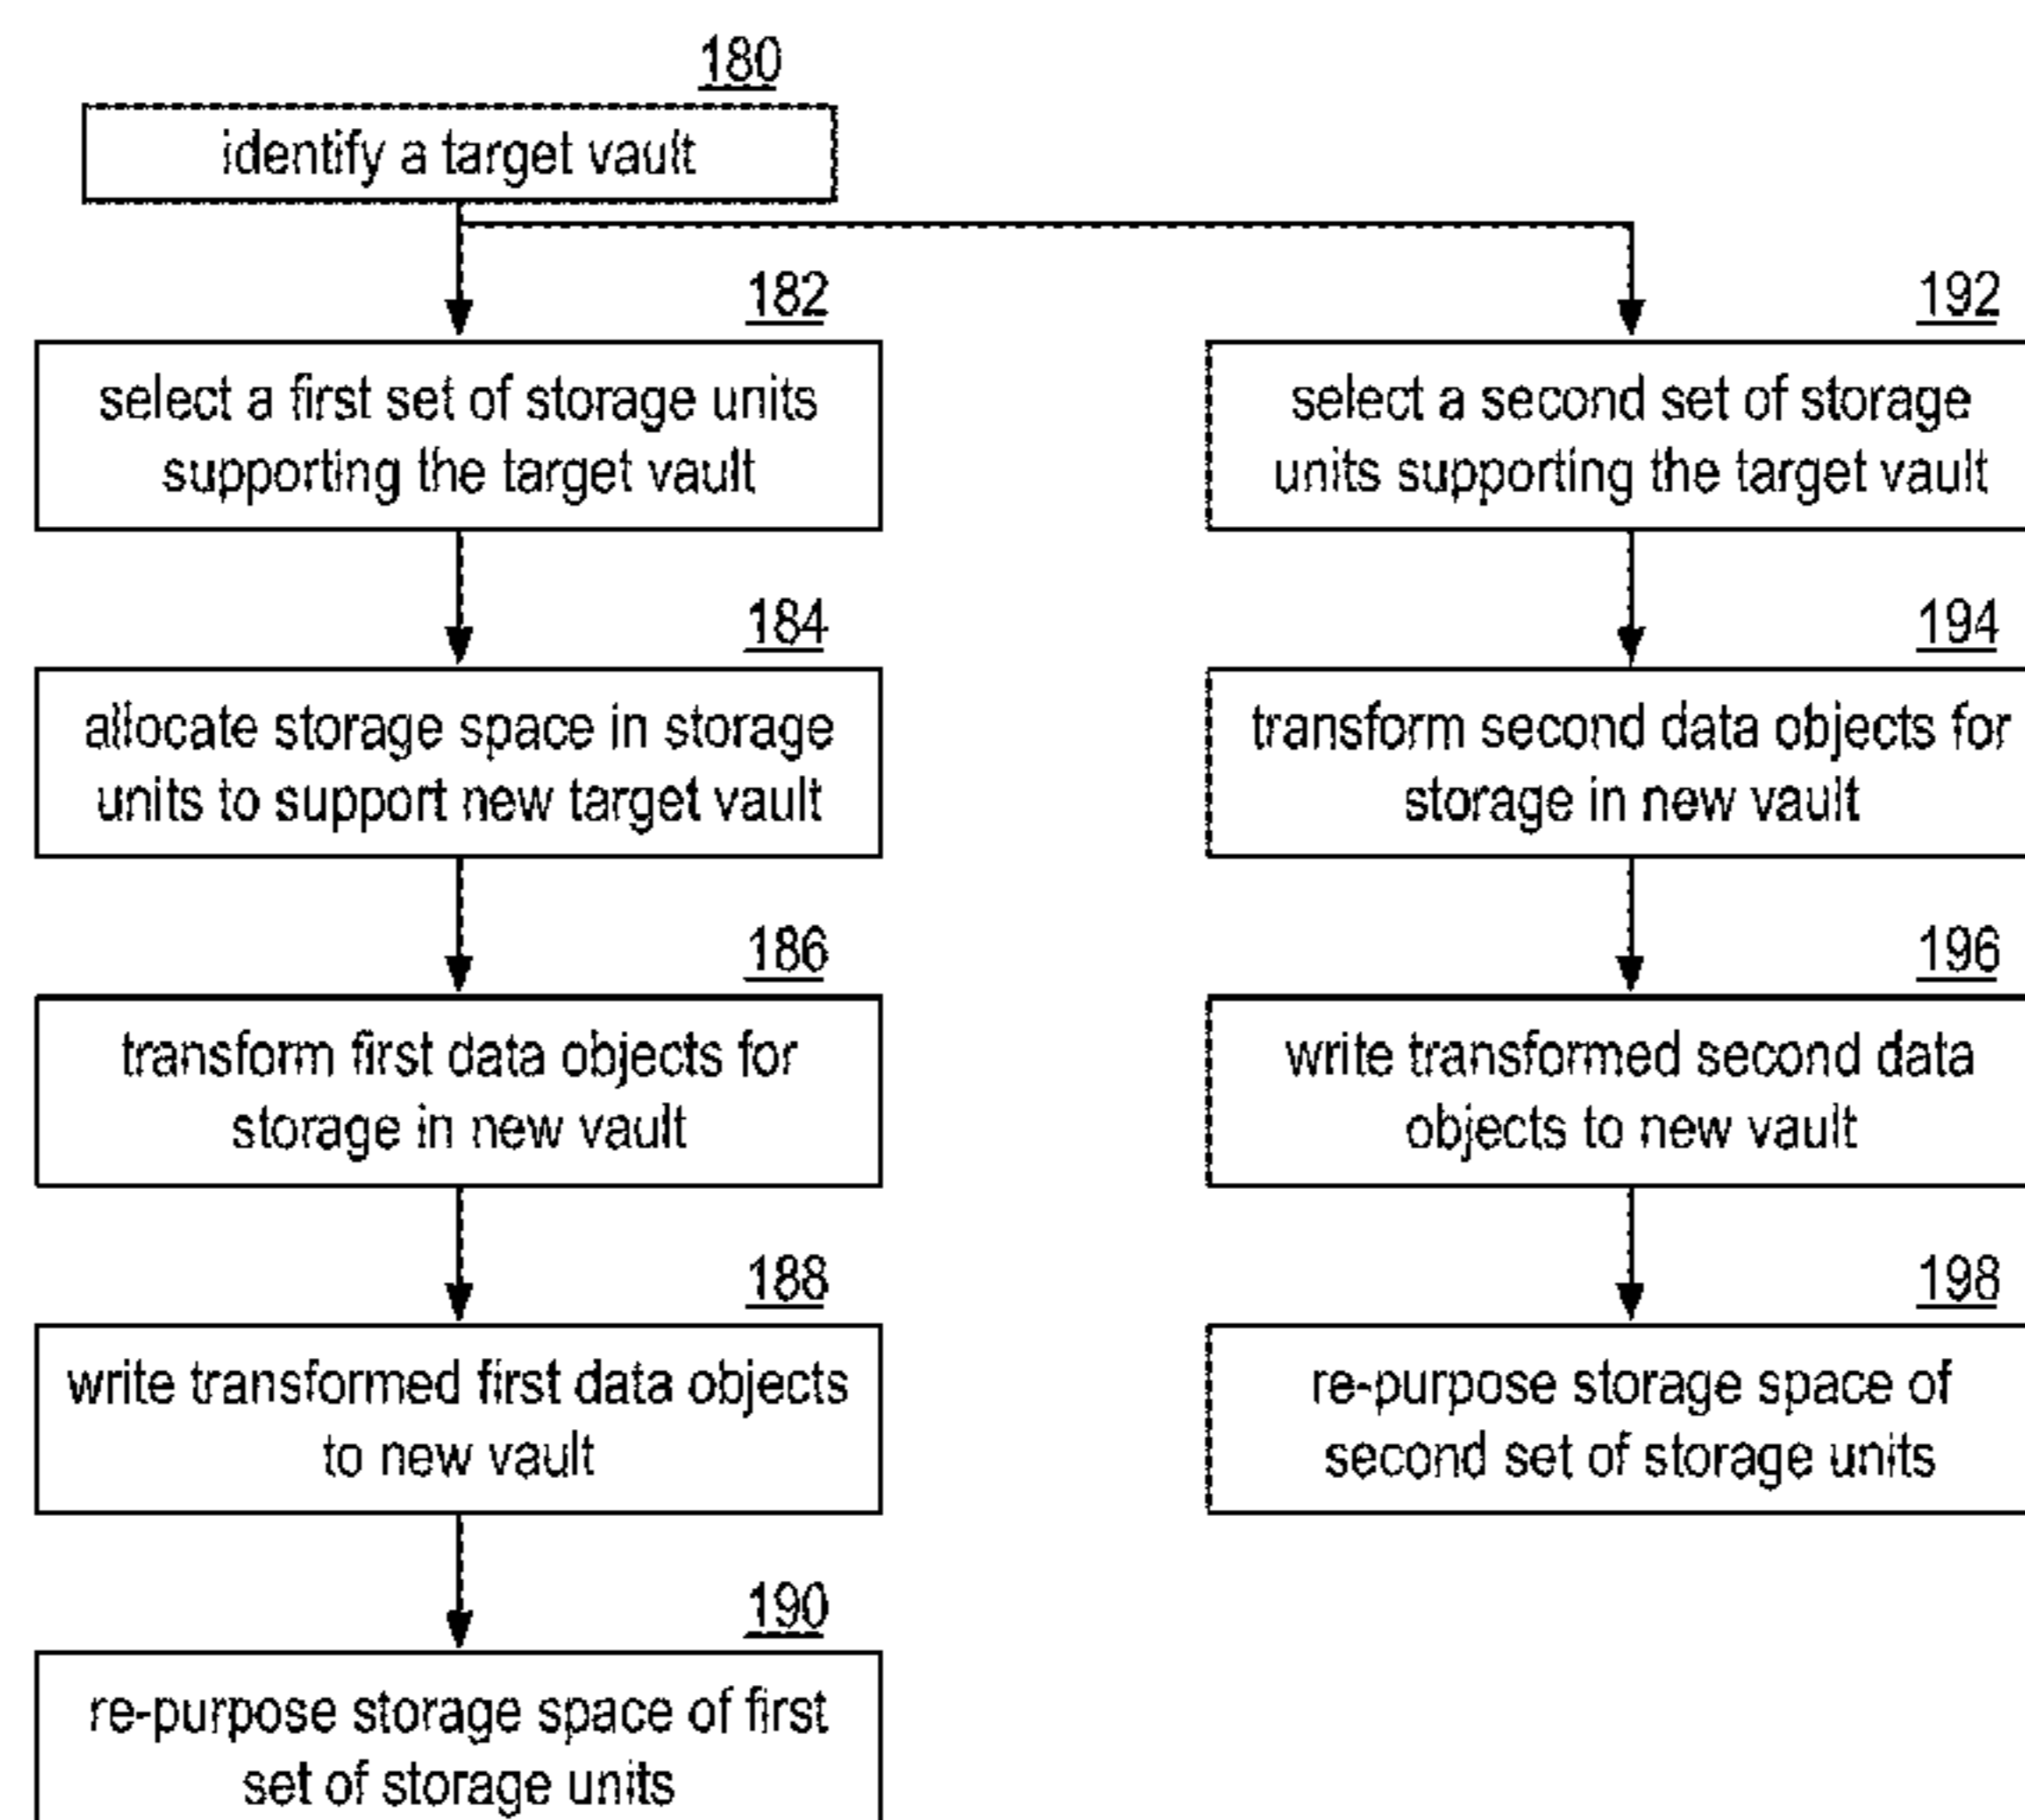 180
identify a target vault
182
select a first set of storage units
supporting the target vault
184
allocate storage space in storage
units to support new target vault
186
transform first data objects for
storage in new vault
188
write transformed first data objects
to new vault
190
re-purpose storage space of first
set of storage units
192
select a second set of storage
units supporting the target vault
194
transform second data objects for
storage in new vault
196
write transformed second data
objects to new vault
198
re-purpose storage space of
second set of storage units